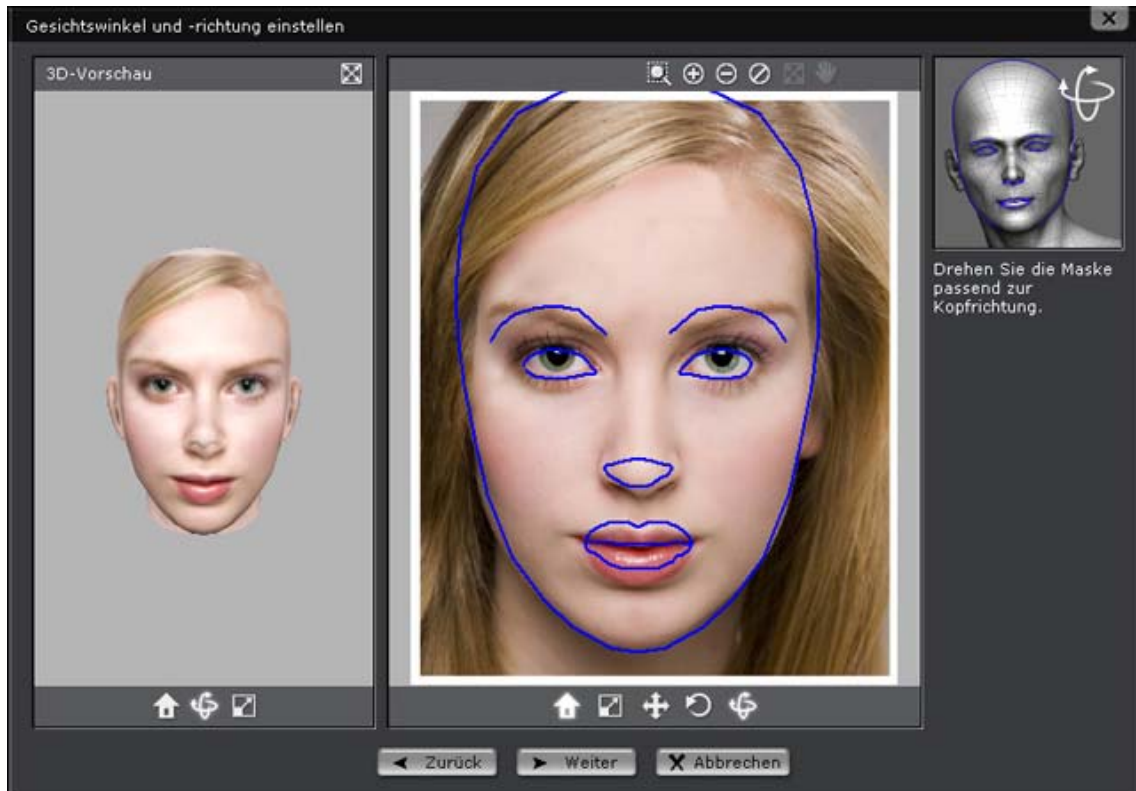 Gesichtswinkel und -richtung einstellen
3D-Vorschau
Drehen Sie die Maske
passend zur
Kopfrichtung.
Zurück
Weiter
Abbrechen